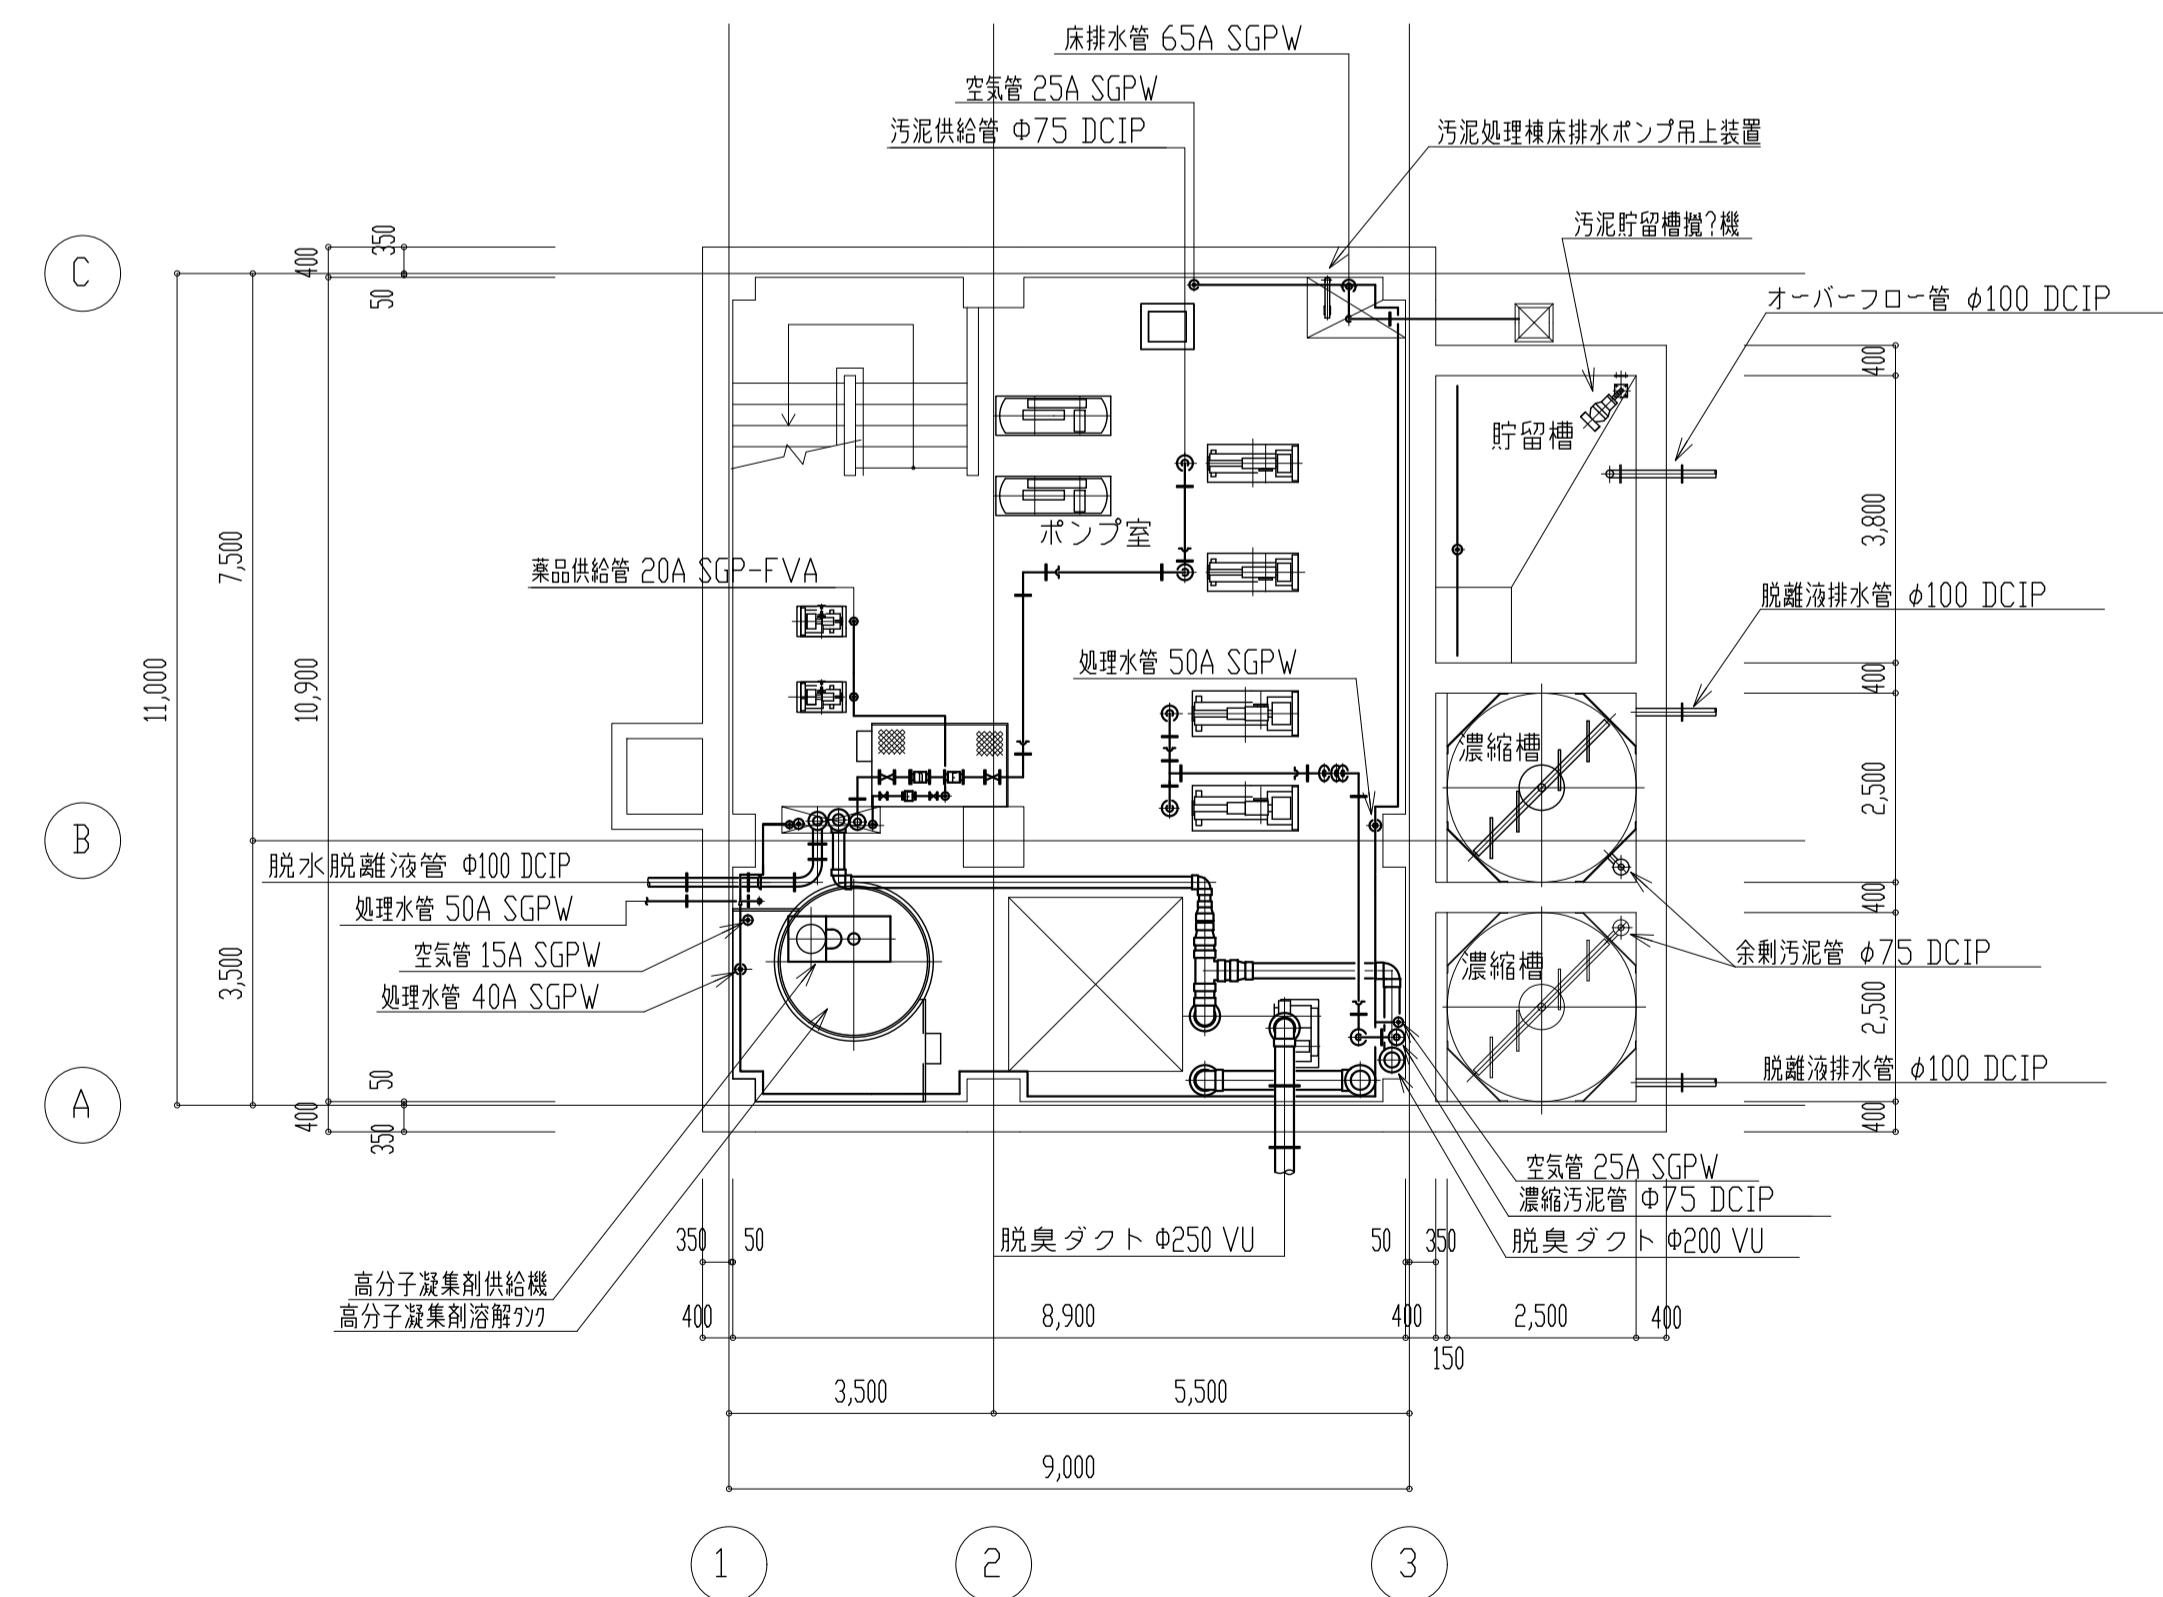 床排水管 65A SGPW
空気管 25A SGPW
汚泥供給管 Φ75 DCIP
汚泥処理棟床排水ポンプ吊上装置
汚泥貯留槽攪?機
オーバーフロー管 φ100 DCIP
C
400
350
50
400
貯留槽
ポンプ室
3,800
7,500
薬品供給管 20A SGP-FVA
脱離液排水管 φ100 DCIP
11,000
10,900
処理水管 50A SGPW
400
濃縮槽
2,500
B
脱水脱離液管 Φ100 DCIP
処理水管 50A SGPW
400
空気管 15A SGPW
処理水管 40A SGPW
3,500
濃縮槽
余剰汚泥管 φ75 DCIP
2,500
脱離液排水管 φ100 DCIP
A
50
400
350
400
空気管 25A SGPW
濃縮汚泥管 Φ75 DCIP
脱臭ダクト Φ250 VU
脱臭ダクト Φ200 VU
350
50
50
350
高分子凝集剤供給機
高分子凝集剤溶解タンク
400
8,900
400
2,500
400
150
3,500
5,500
9,000
1
2
3